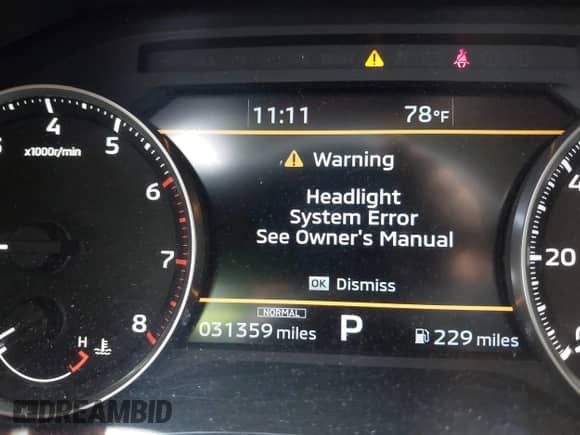 11:11 78°F
Warning
Headlight
System Error
See Owner's Manual
OK Dismiss
NORMAL
031359 miles P 229 miles
4 5
x1000r/min
6
7
8
H
20
DREAMBID